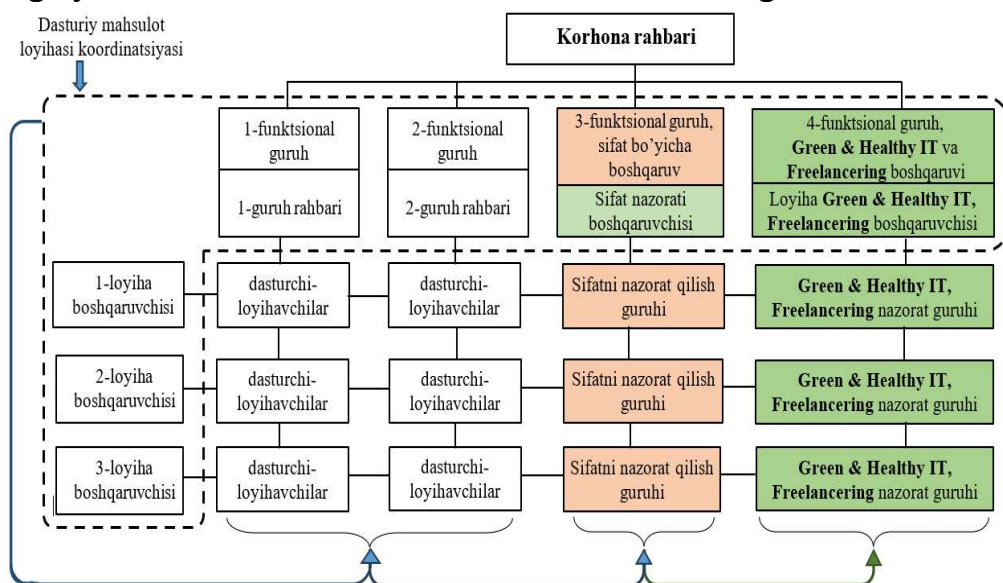 Dasturiy mahsulot
loyihasi koordinatsiyasi
Korhona rahbari
1-funktsional
guruh
1-guruh rahbari
2-funktsional
guruh
2-guruh rahbari
3-funktsional guruh,
sifat bo'yicha
boshqaruv
Sifat nazorati
boshqaruvchisi
4-funktsional guruh,
Green & Healthy IT va
Freelancering boshqaruvi
Loyiha Green & Healthy IT,
Freelancering boshqaruvchisi
1-loyiha
boshqaruvchisi
dasturchi-
loyihavchilar
dasturchi-
loyihavchilar
Sifatni nazorat qilish
guruhi
Green & Healthy IT,
Freelancering nazorat guruhi
2-loyiha
boshqaruvchisi
dasturchi-
loyihavchilar
dasturchi-
loyihavchilar
Sifatni nazorat qilish
guruhi
Green & Healthy IT,
Freelancering nazorat guruhi
3-loyiha
boshqaruvchisi
dasturchi-
loyihavchilar
dasturchi-
loyihavchilar
Sifatni nazorat qilish
guruhi
Green & Healthy IT,
Freelancering nazorat guruhi